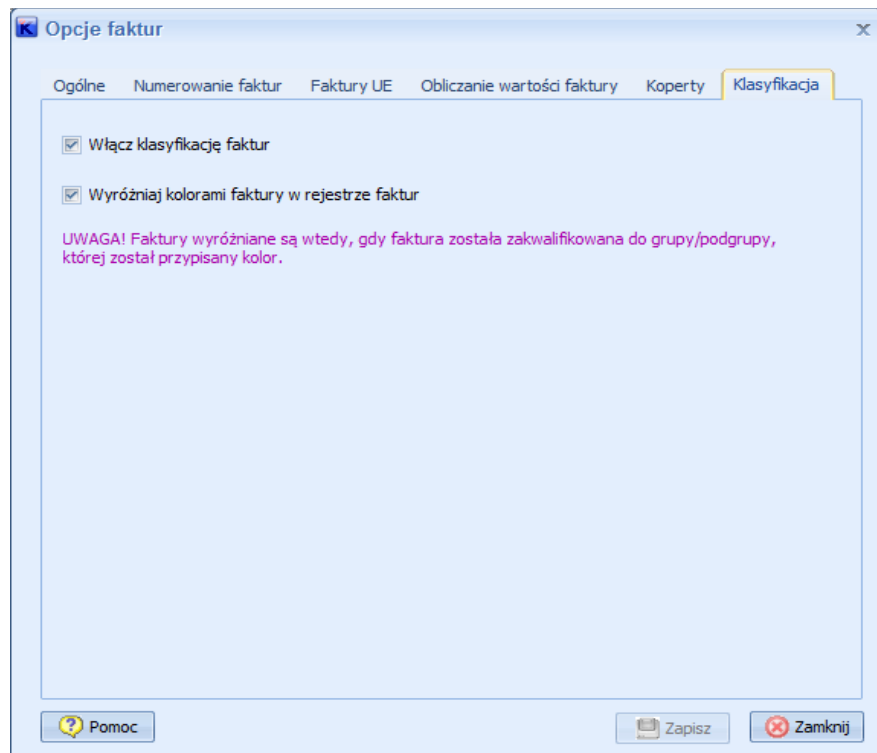 K Opcje faktur x
Ogólne Numerowanie faktur Faktury UE Obliczanie wartości faktury Koperty Klasyfikacja
Włącz klasyfikację faktur
Wyróżniaj kolorami faktury w rejestrze faktur
UWAGA! Faktury wyróżniane są wtedy, gdy faktura została zakwalifikowana do grupy/podgrupy,
której został przypisany kolor.
? Pomoc Zapisz Zamknij